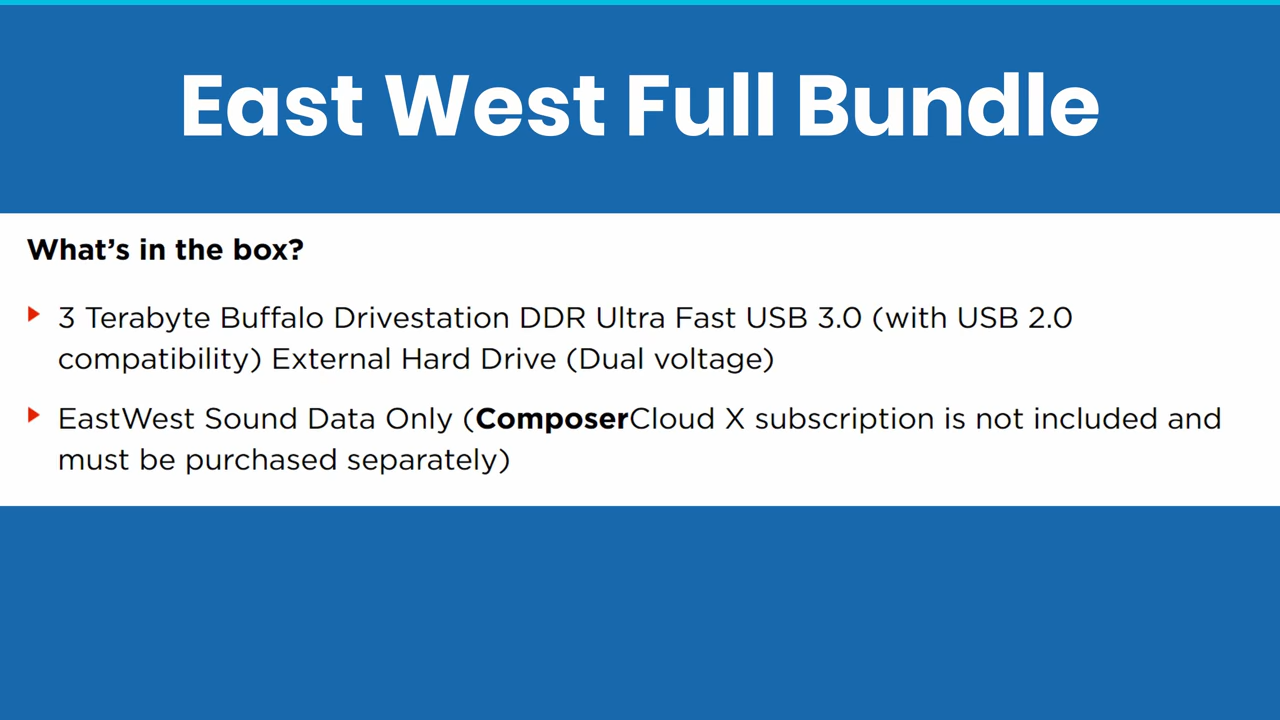 East West Full Bundle
What’s in the box?
3 Terabyte Buffalo Drivestation DDR Ultra Fast USB 3.0 (with USB 2.0
compatibility) External Hard Drive (Dual voltage)
EastWest Sound Data Only (ComposerCloud X subscription is not included and
must be purchased separately)